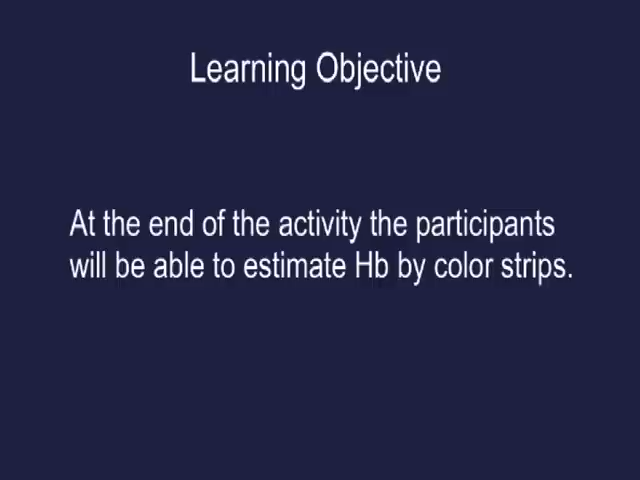 Learning Objective
At the end of the activity the participants
will be able to estimate Hb by color strips.